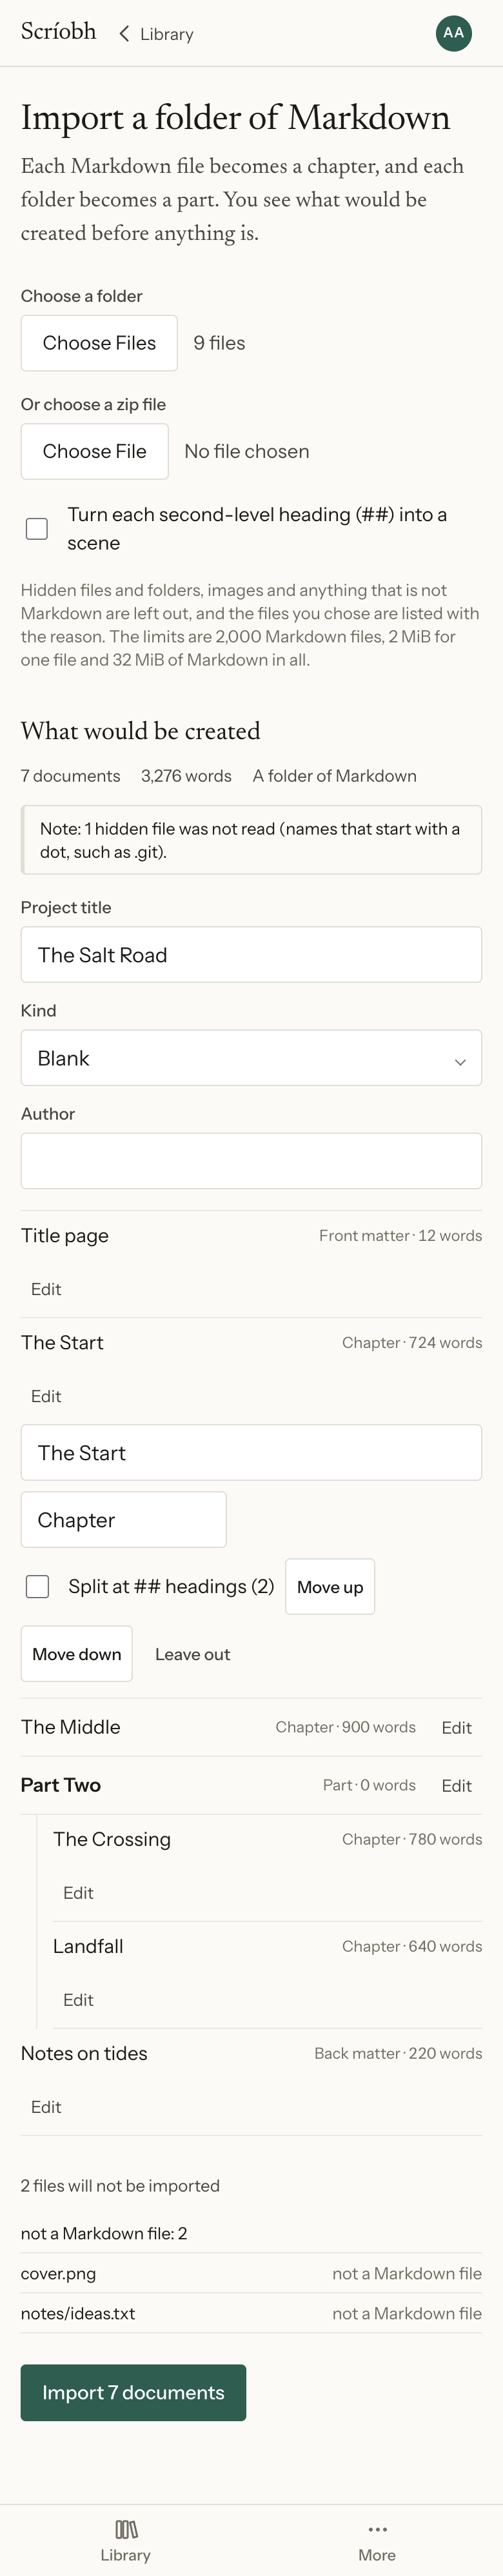 Scríobh
Library
AA
Import a folder of Markdown
Each Markdown file becomes a chapter, and each
folder becomes a part. You see what would be
created before anything is.
Choose a folder
Choose Files 9 files
Or choose a zip file
Choose File No file chosen
Turn each second-level heading (##) into a
scene
Hidden files and folders, images and anything that is not
Markdown are left out, and the files you chose are listed with
the reason. The limits are 2,000 Markdown files, 2 MiB for
one file and 32 MiB of Markdown in all.
What would be created
7 documents 3,276 words A folder of Markdown
Note: 1 hidden file was not read (names that start with a
dot, such as .git).
Project title
The Salt Road
Kind
Blank
Author
Title page Front matter · 12 words
Edit
The Start Chapter · 724 words
Edit
The Start
Chapter
Split at ## headings (2) Move up
Move down Leave out
The Middle Chapter · 900 words Edit
Part Two Part · 0 words Edit
The Crossing Chapter · 780 words
Edit
Landfall Chapter · 640 words
Edit
Notes on tides Back matter · 220 words
Edit
2 files will not be imported
not a Markdown file: 2
cover.png not a Markdown file
notes/ideas.txt not a Markdown file
Import 7 documents
Library More